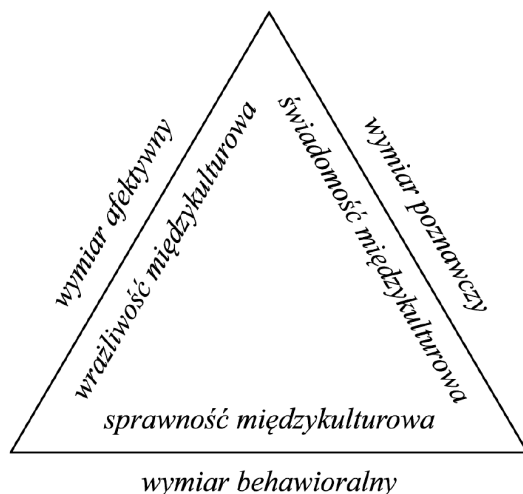 wymiar afektywny
wrażliwość międzykulturowa
świadomość międzykulturowa
wymiar poznawczy
sprawność międzykulturowa
wymiar behawioralny